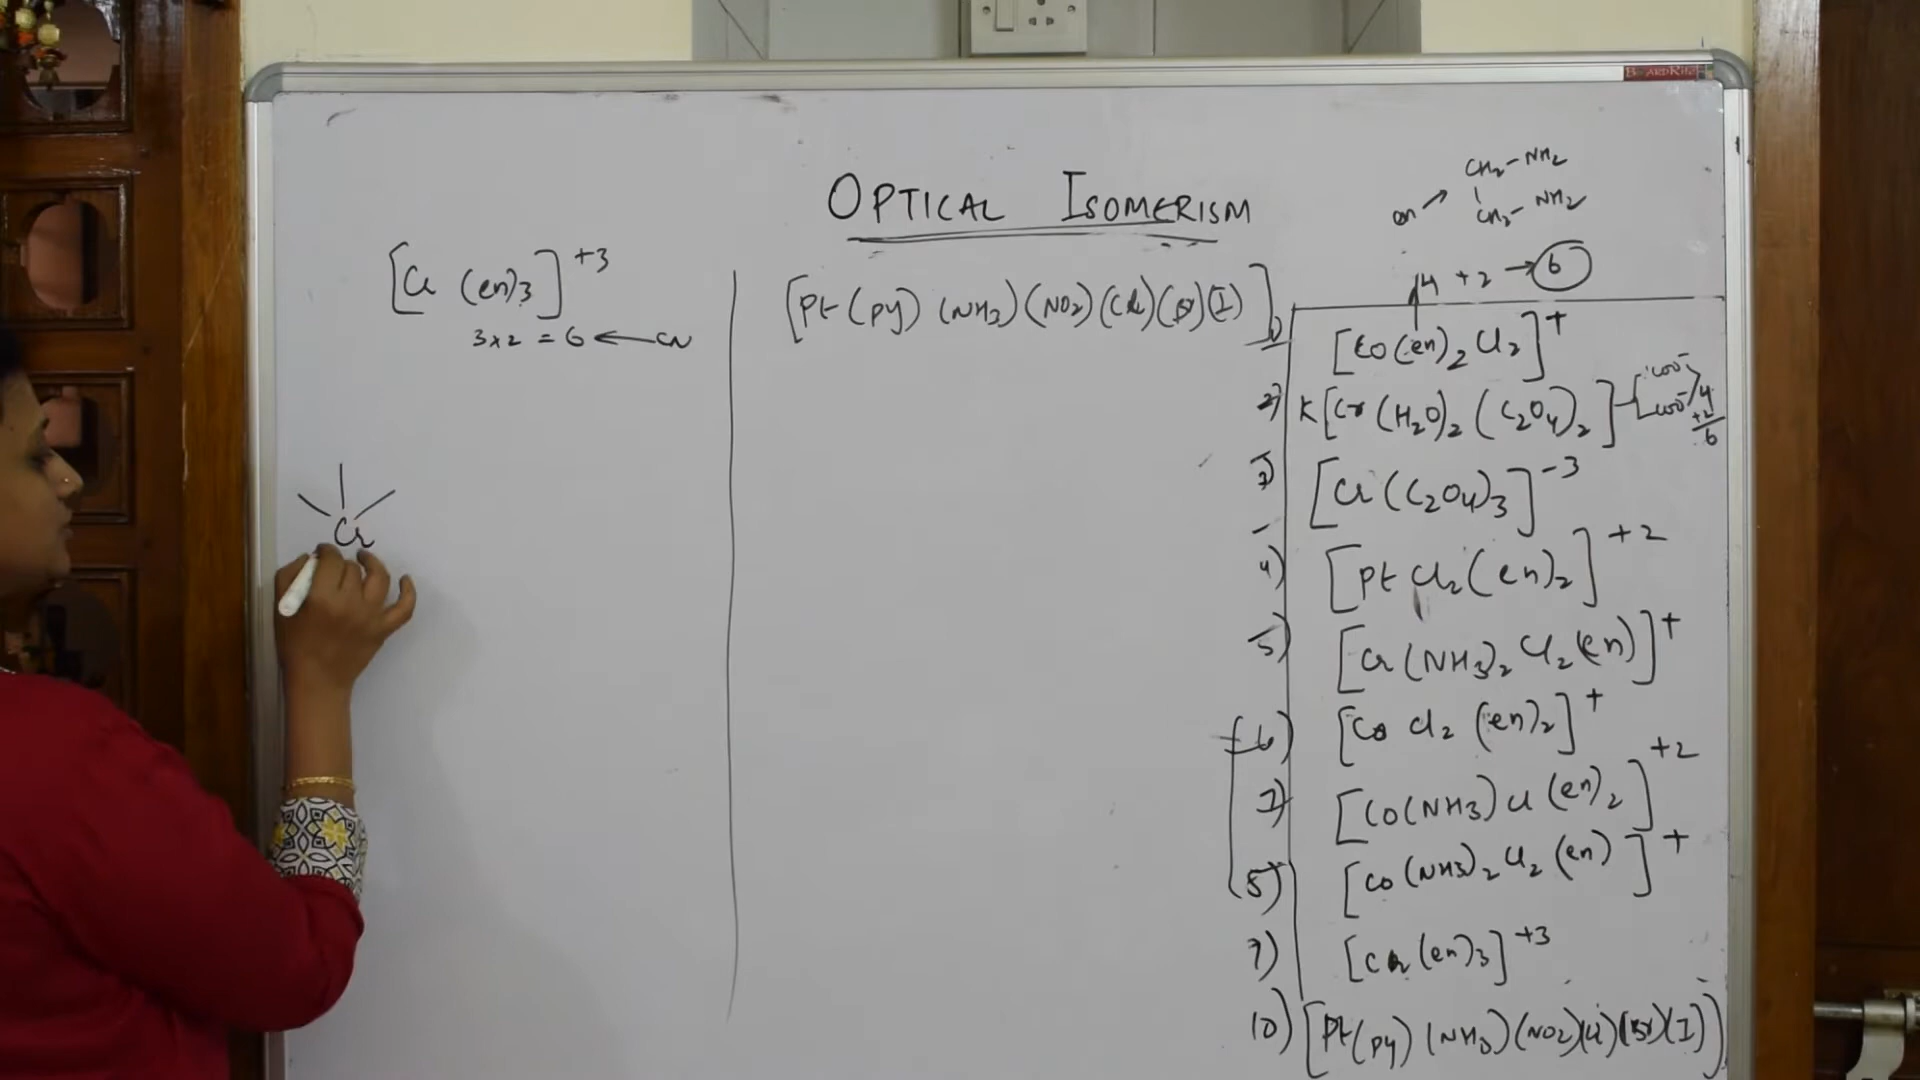 BOARDRITE
OPTICAL ISOMERISM
[Cr (en)3]+3
3x2 = 6 ← CN
Cr
[Pt (Py) (NH3) (NO2) (Cl) (Br) (I)]
en → CH2-NH2
CH2- NH2
4 + 2 → 6
1) [Co(en)2 Cl2]+
2) K[Cr (H2O)2 (C2O4)2] COO-
COO- 4
+2
6
3) [Cr (C2O4)3]-3
4) [Pt Cl2 (en)2]+2
5) [Cr (NH3)2 Cl2 (en)]+
6) [Co Cl2 (en)2]+
7) [Co(NH3) Cl (en)2]+2
[Co (NH3)2 Cl2 (en)]+
[Cr (en)3]+3
10) [Pt (Py) (NH3) (NO2) (Cl) (Br) (I)]